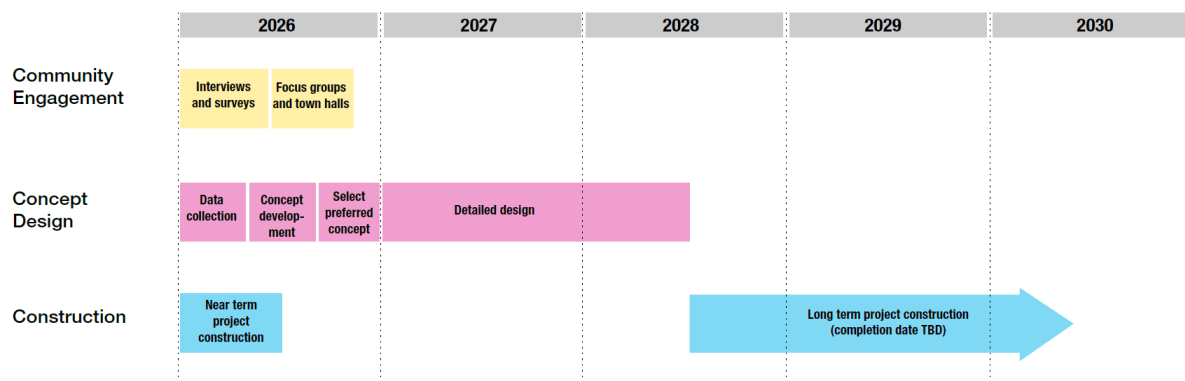 2026 2027 2028 2029 2030
Community
Engagement
Interviews
and surveys
Focus groups
and town halls
Concept
Design
Data
collection
Concept
develop-
ment
Select
preferred
concept
Detailed design
Construction
Near term
project
construction
Long term project construction
(completion date TBD)